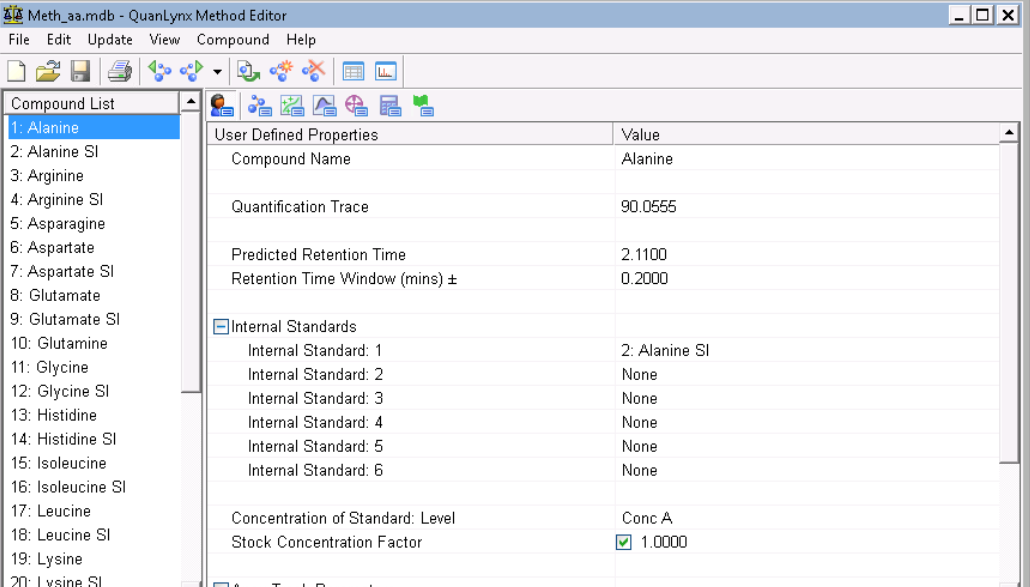 Meth_aa.mdb - QuanLynx Method Editor
File Edit Update View Compound Help
Compound List
1: Alanine
2: Alanine SI
3: Arginine
4: Arginine SI
5: Asparagine
6: Aspartate
7: Aspartate SI
8: Glutamate
9: Glutamate SI
10: Glutamine
11: Glycine
12: Glycine SI
13: Histidine
14: Histidine SI
15: Isoleucine
16: Isoleucine SI
17: Leucine
18: Leucine SI
19: Lysine
20: Lysine SI
User Defined Properties Value
Compound Name Alanine
Quantification Trace 90.0555
Predicted Retention Time 2.1100
Retention Time Window (mins) ± 0.2000
Internal Standards
Internal Standard: 1 2: Alanine SI
Internal Standard: 2 None
Internal Standard: 3 None
Internal Standard: 4 None
Internal Standard: 5 None
Internal Standard: 6 None
Concentration of Standard: Level Conc A
Stock Concentration Factor 1.0000